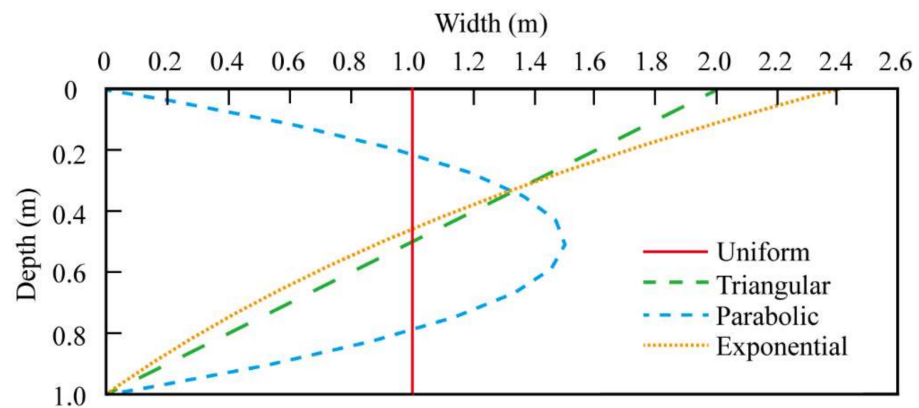 Width (m)
0 0.2 0.4 0.6 0.8 1.0 1.2 1.4 1.6 1.8 2.0 2.2 2.4 2.6
0
0.2
0.4
0.6
0.8
1.0
Depth (m)
Uniform
Triangular
Parabolic
Exponential